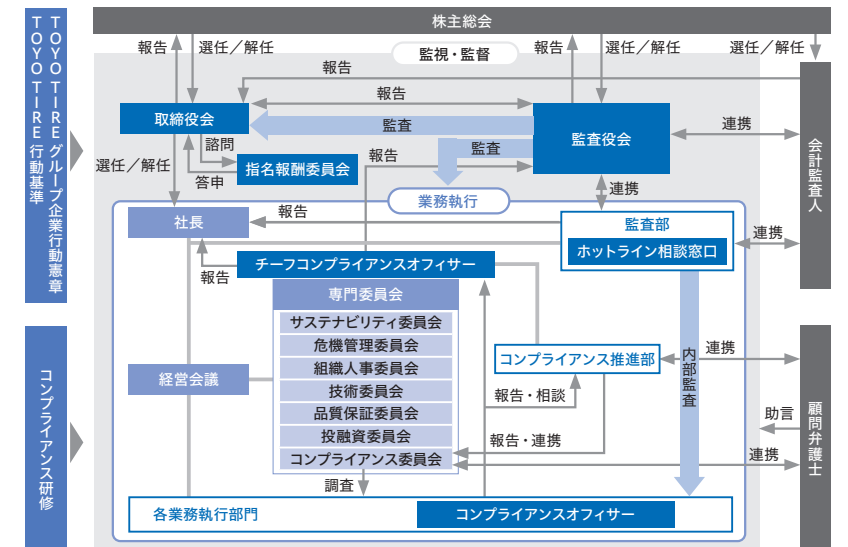 株主総会
TOYO TIRE グループ企業行動憲章
TOYO TIRE 行動基準
コンプライアンス研修
報告
選任／解任
監視・監督
報告
選任／解任
選任／解任
報告
報告
取締役会
監査
監査役会
連携
会計監査人
諮問
報告
監査
選任／解任
指名報酬委員会
答申
業務執行
連携
社長
報告
監査部
ホットライン相談窓口
連携
チーフコンプライアンスオフィサー
報告
専門委員会
サステナビリティ委員会
危機管理委員会
組織人事委員会
技術委員会
品質保証委員会
投融資委員会
コンプライアンス委員会
経営会議
コンプライアンス推進部
内部監査
連携
報告・相談
報告・連携
助言
連携
顧問弁護士
調査
各業務執行部門
コンプライアンスオフィサー